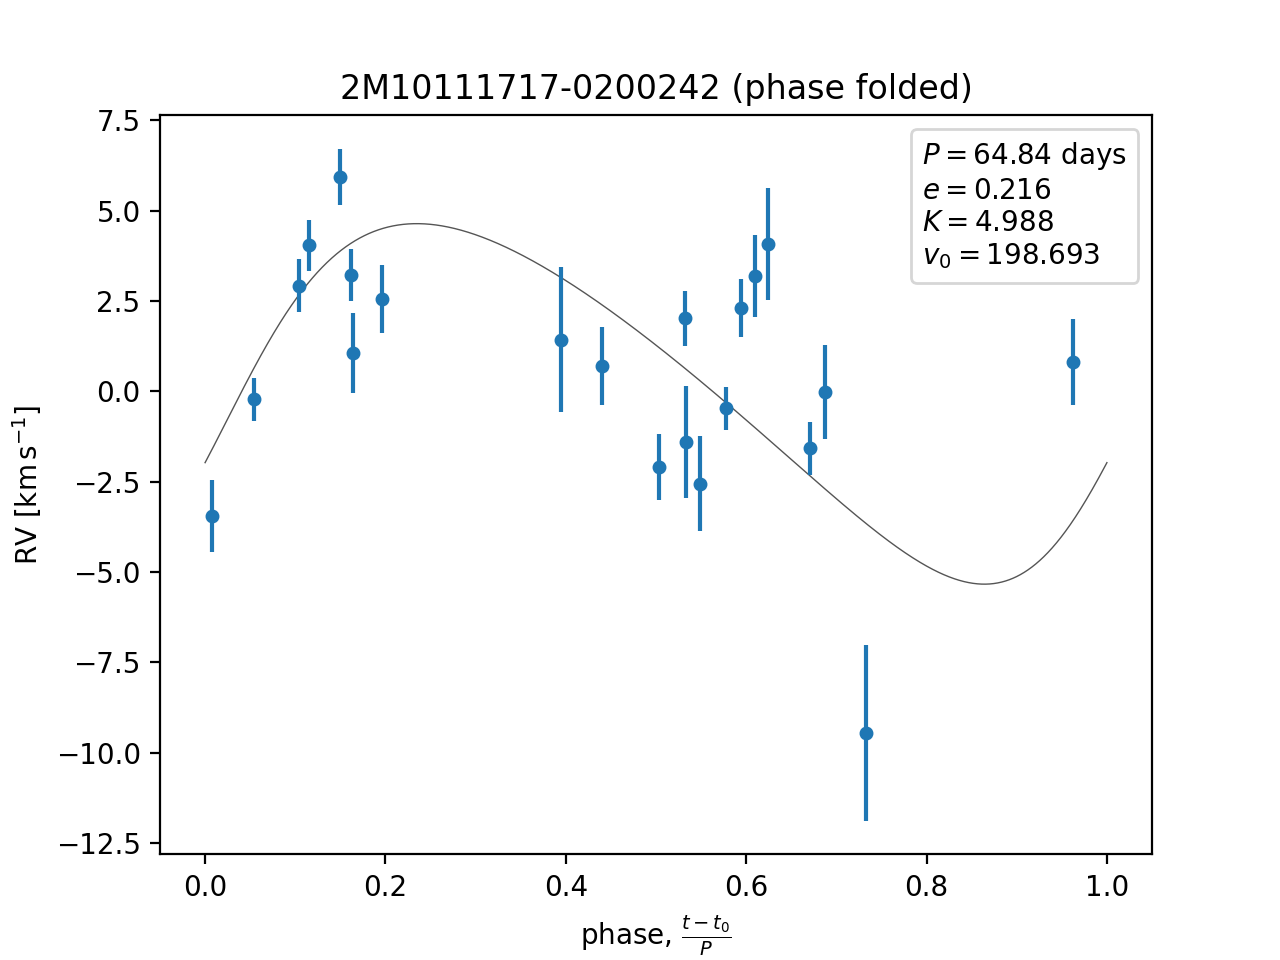 2M10111717-0200242 (phase folded)
P = 64.84 days
e = 0.216
K = 4.988
v₀ = 198.693
RV [km s⁻¹]
7.5
5.0
2.5
0.0
−2.5
−5.0
−7.5
−10.0
−12.5
0.0 0.2 0.4 0.6 0.8 1.0
phase, (t − t₀)/P